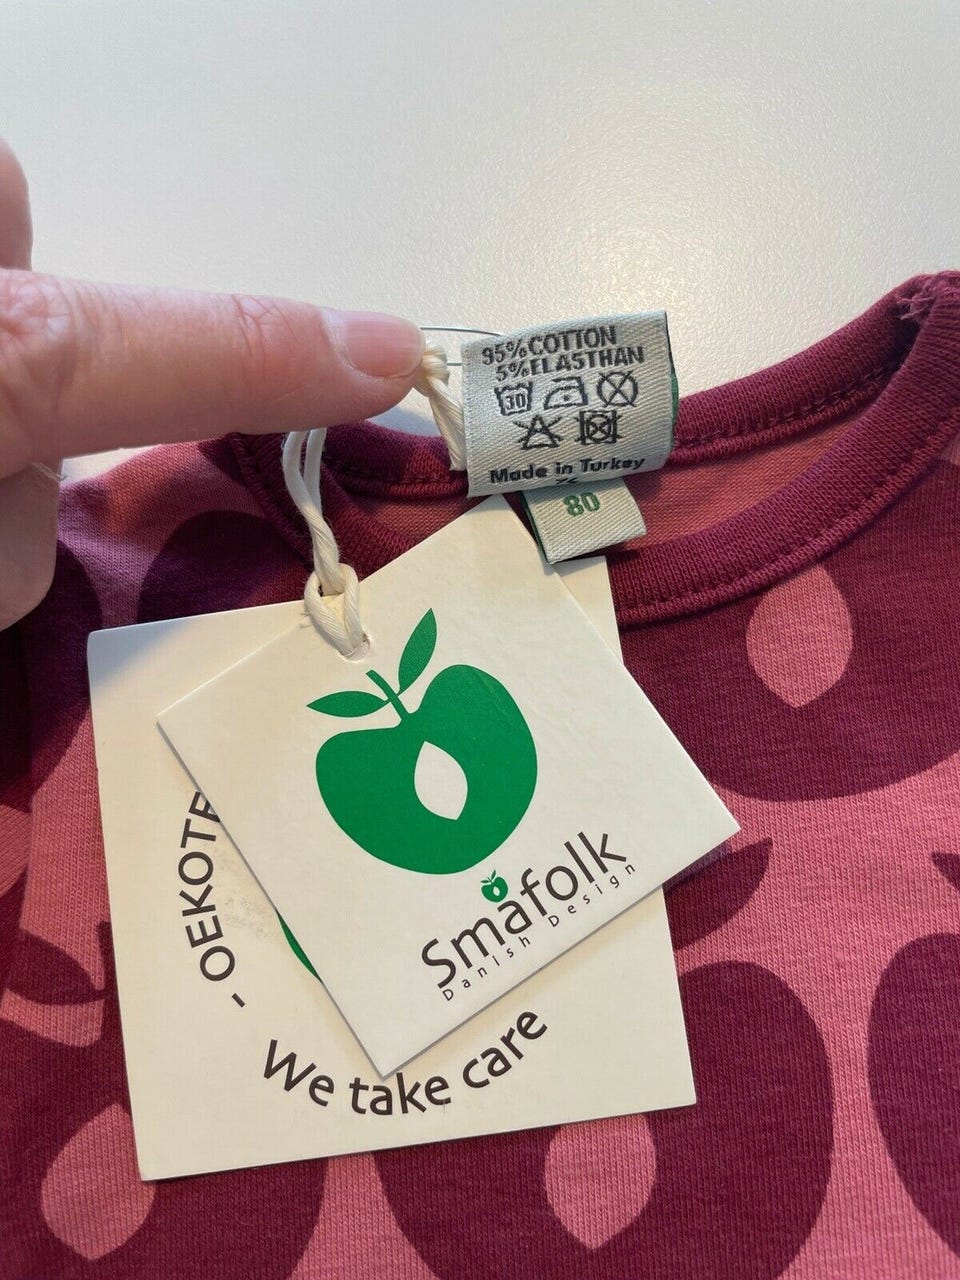 95%COTTON
5%ELASTHAN
30
Made in Turkey
80
Småfolk
Danish Design
- OEKOTE
We take care